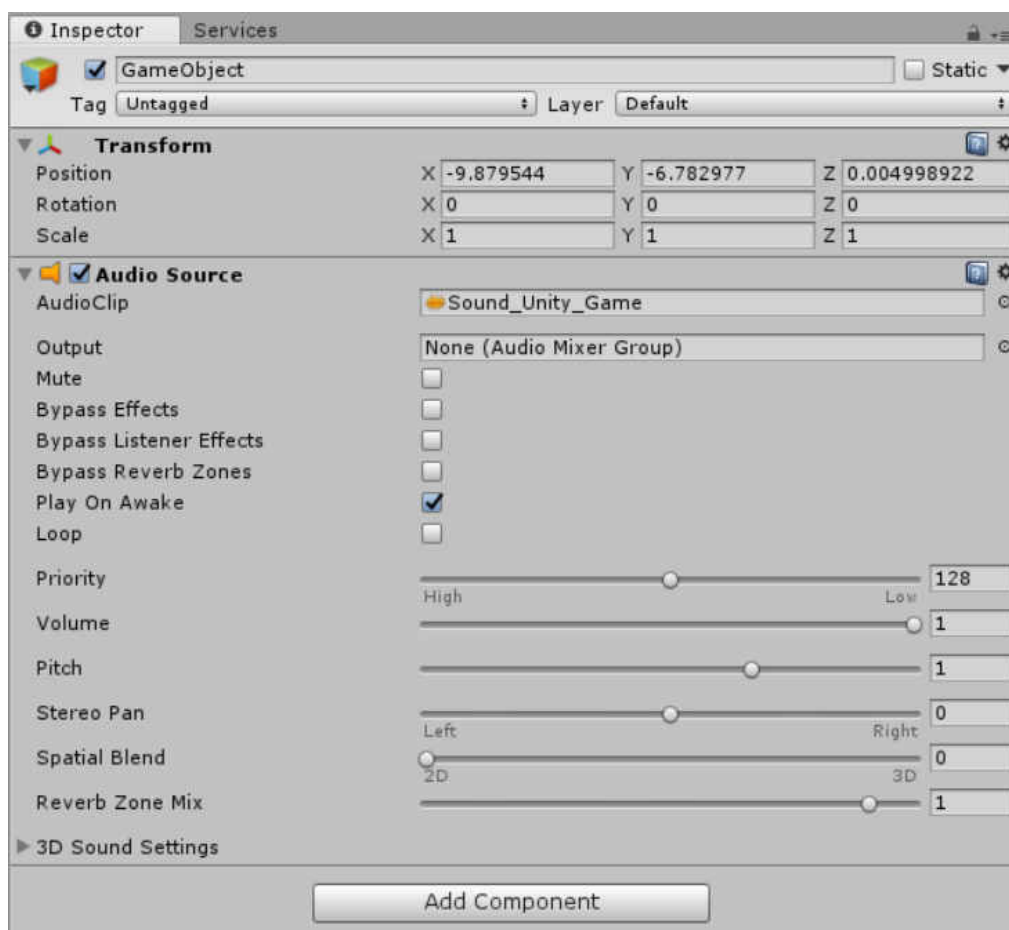 Inspector Services
GameObject Static
Tag Untagged Layer Default
Transform
Position X -9.879544 Y -6.782977 Z 0.004998922
Rotation X 0 Y 0 Z 0
Scale X 1 Y 1 Z 1
Audio Source
AudioClip Sound_Unity_Game
Output None (Audio Mixer Group)
Mute
Bypass Effects
Bypass Listener Effects
Bypass Reverb Zones
Play On Awake
Loop
Priority 128
High Low
Volume 1
Pitch 1
Stereo Pan 0
Left Right
Spatial Blend 0
2D 3D
Reverb Zone Mix 1
3D Sound Settings
Add Component